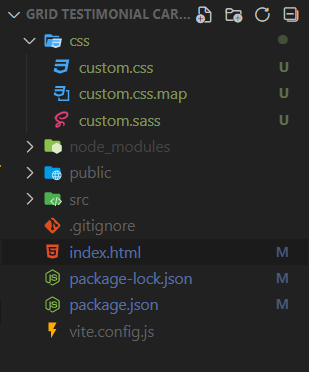 GRID TESTIMONIAL CAR...
css
custom.css U
custom.css.map U
custom.sass U
node_modules
public
src
.gitignore
index.html M
package-lock.json M
package.json M
vite.config.js